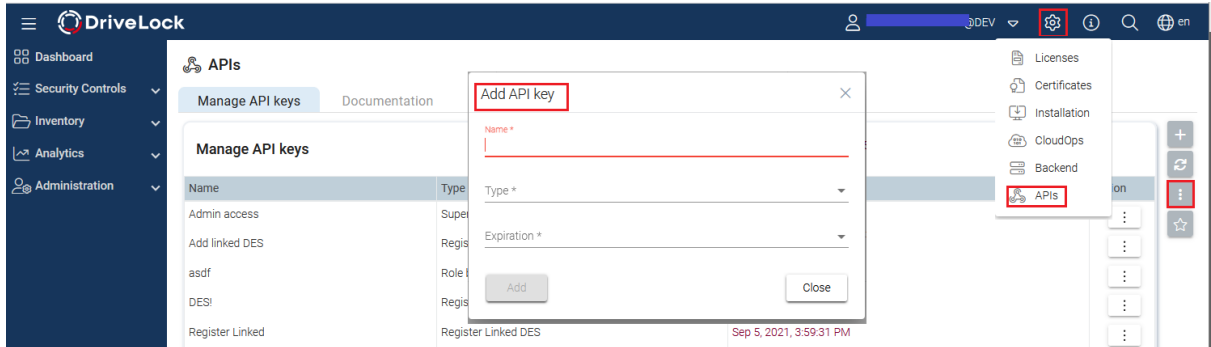 DriveLock
@DEV
en
Dashboard
Security Controls
Inventory
Analytics
Administration
APIs
Manage API keys
Documentation
Manage API keys
Name
Type
on
Admin access
Super
Add linked DES
Regis
asdf
Role b
DES!
Regis
Register Linked
Register Linked DES
Sep 5, 2021, 3:59:31 PM
Add API key
Name *
Type *
Expiration *
Add
Close
Licenses
Certificates
Installation
CloudOps
Backend
APIs